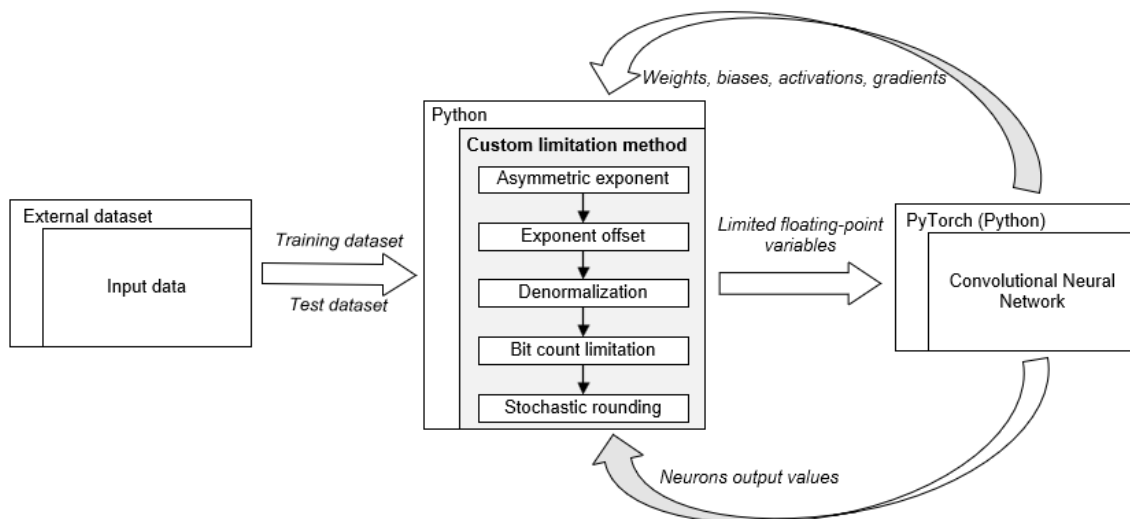 Weights, biases, activations, gradients
Python
Custom limitation method
Asymmetric exponent
Exponent offset
Denormalization
Bit count limitation
Stochastic rounding
External dataset
Input data
Training dataset
Test dataset
Limited floating-point
variables
PyTorch (Python)
Convolutional Neural
Network
Neurons output values